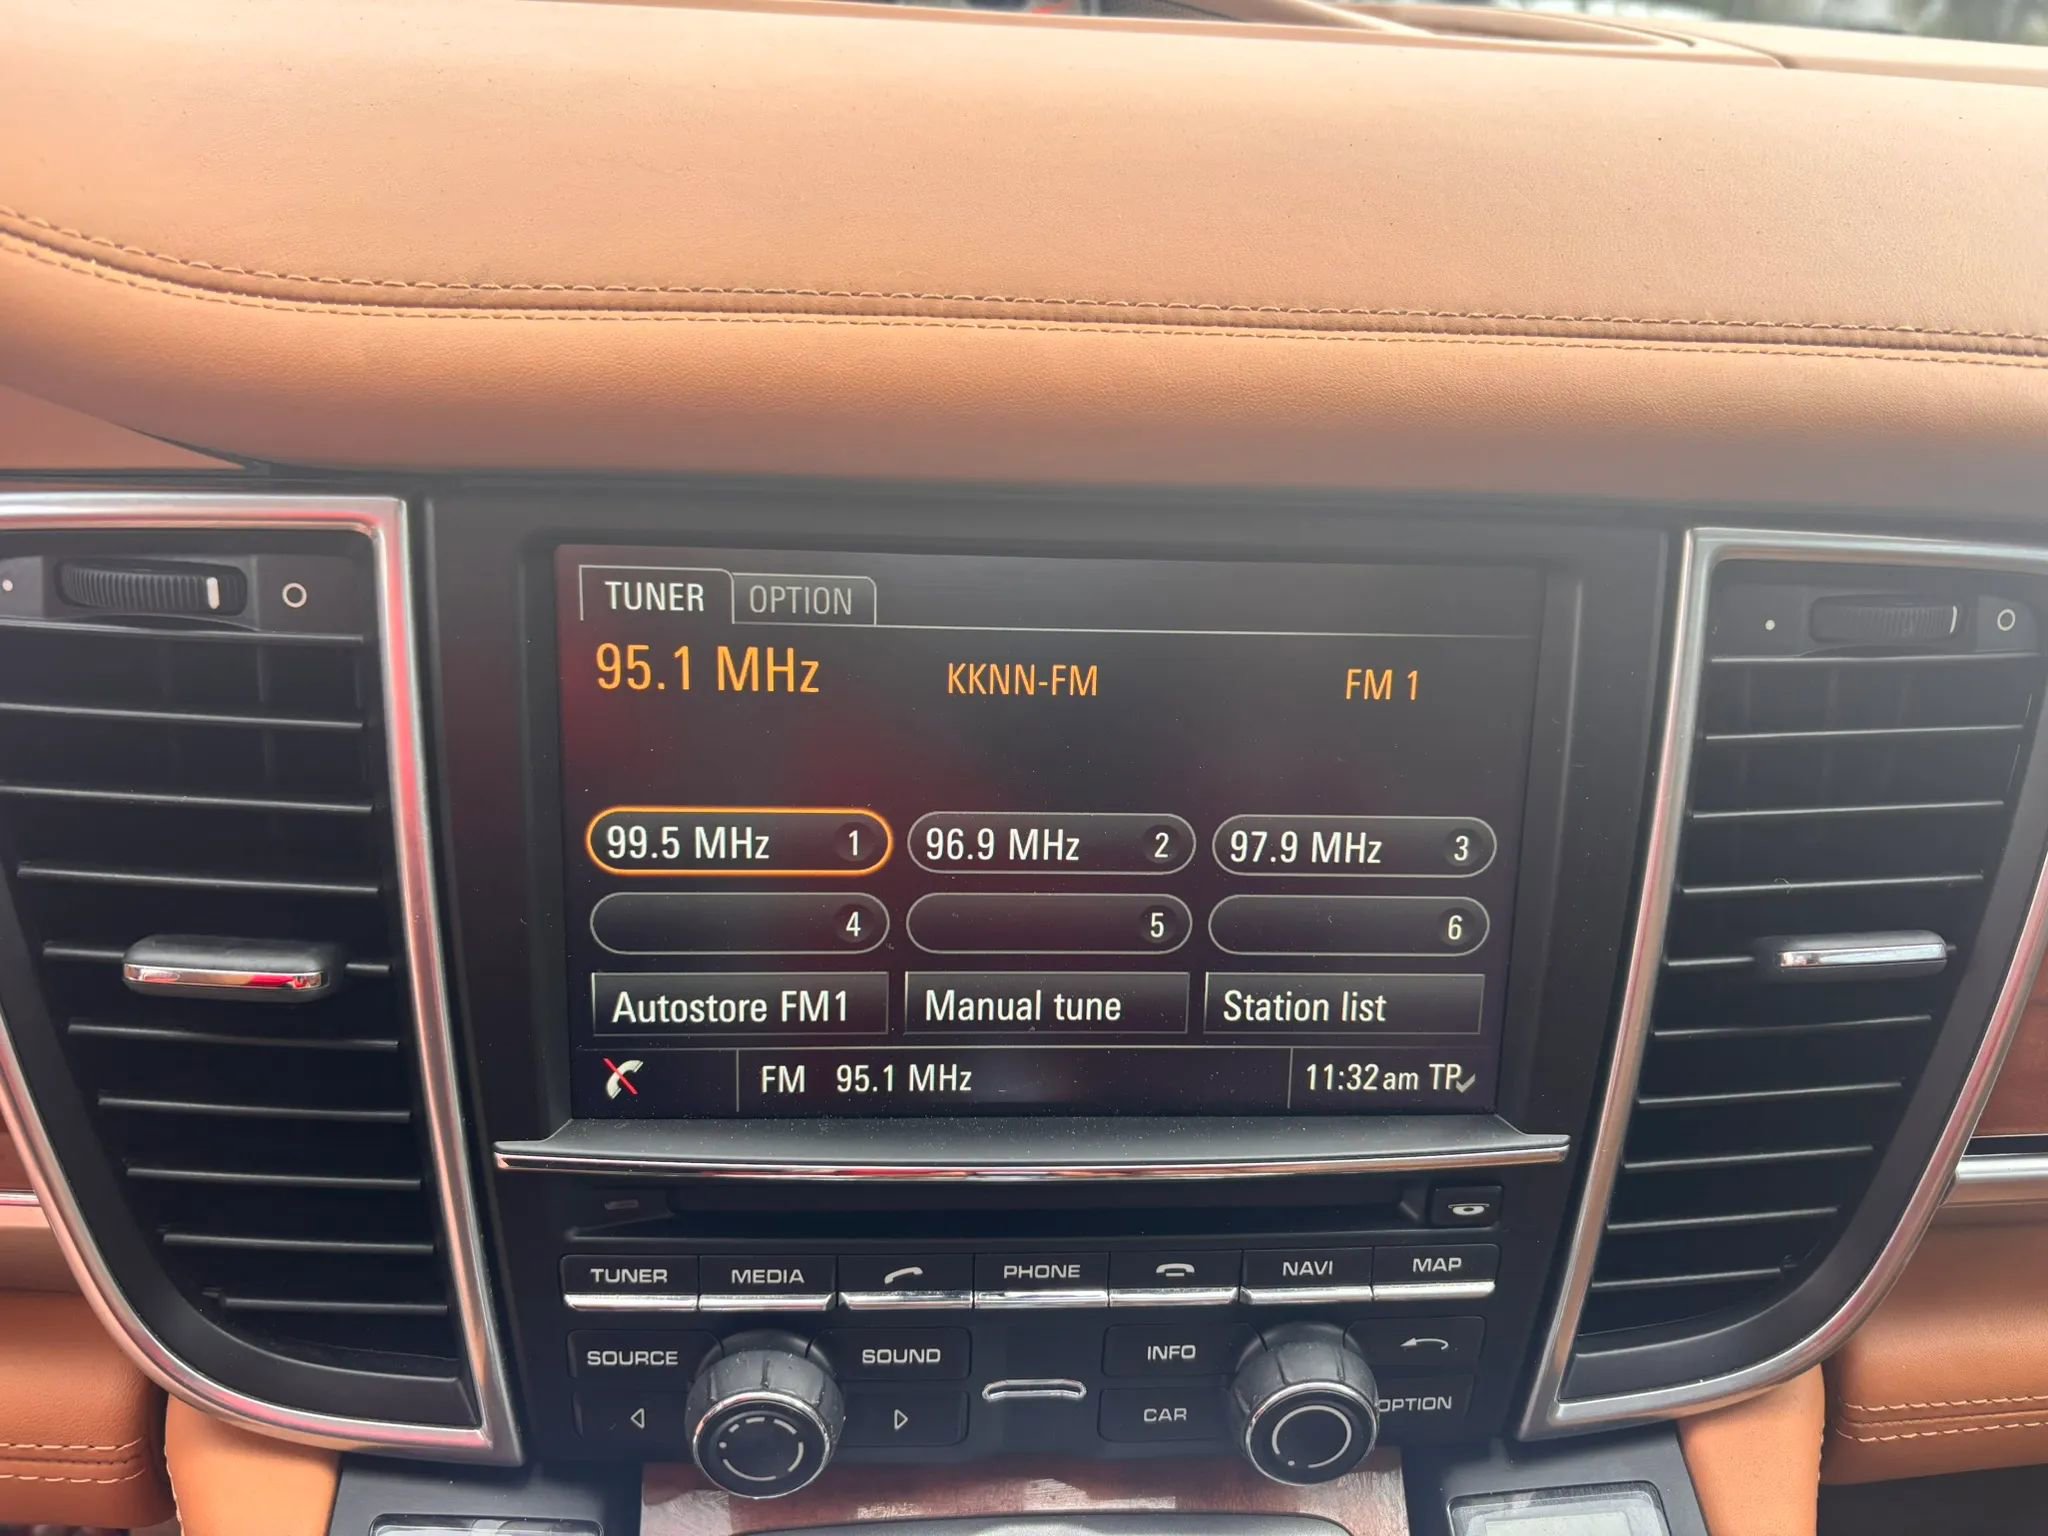 TUNER OPTION
95.1 MHz KKNN-FM FM 1
99.5 MHz 1 96.9 MHz 2 97.9 MHz 3
4 5 6
Autostore FM1 Manual tune Station list
FM 95.1 MHz 11:32am TP
TUNER MEDIA PHONE NAVI MAP
SOURCE SOUND INFO
CAR OPTION